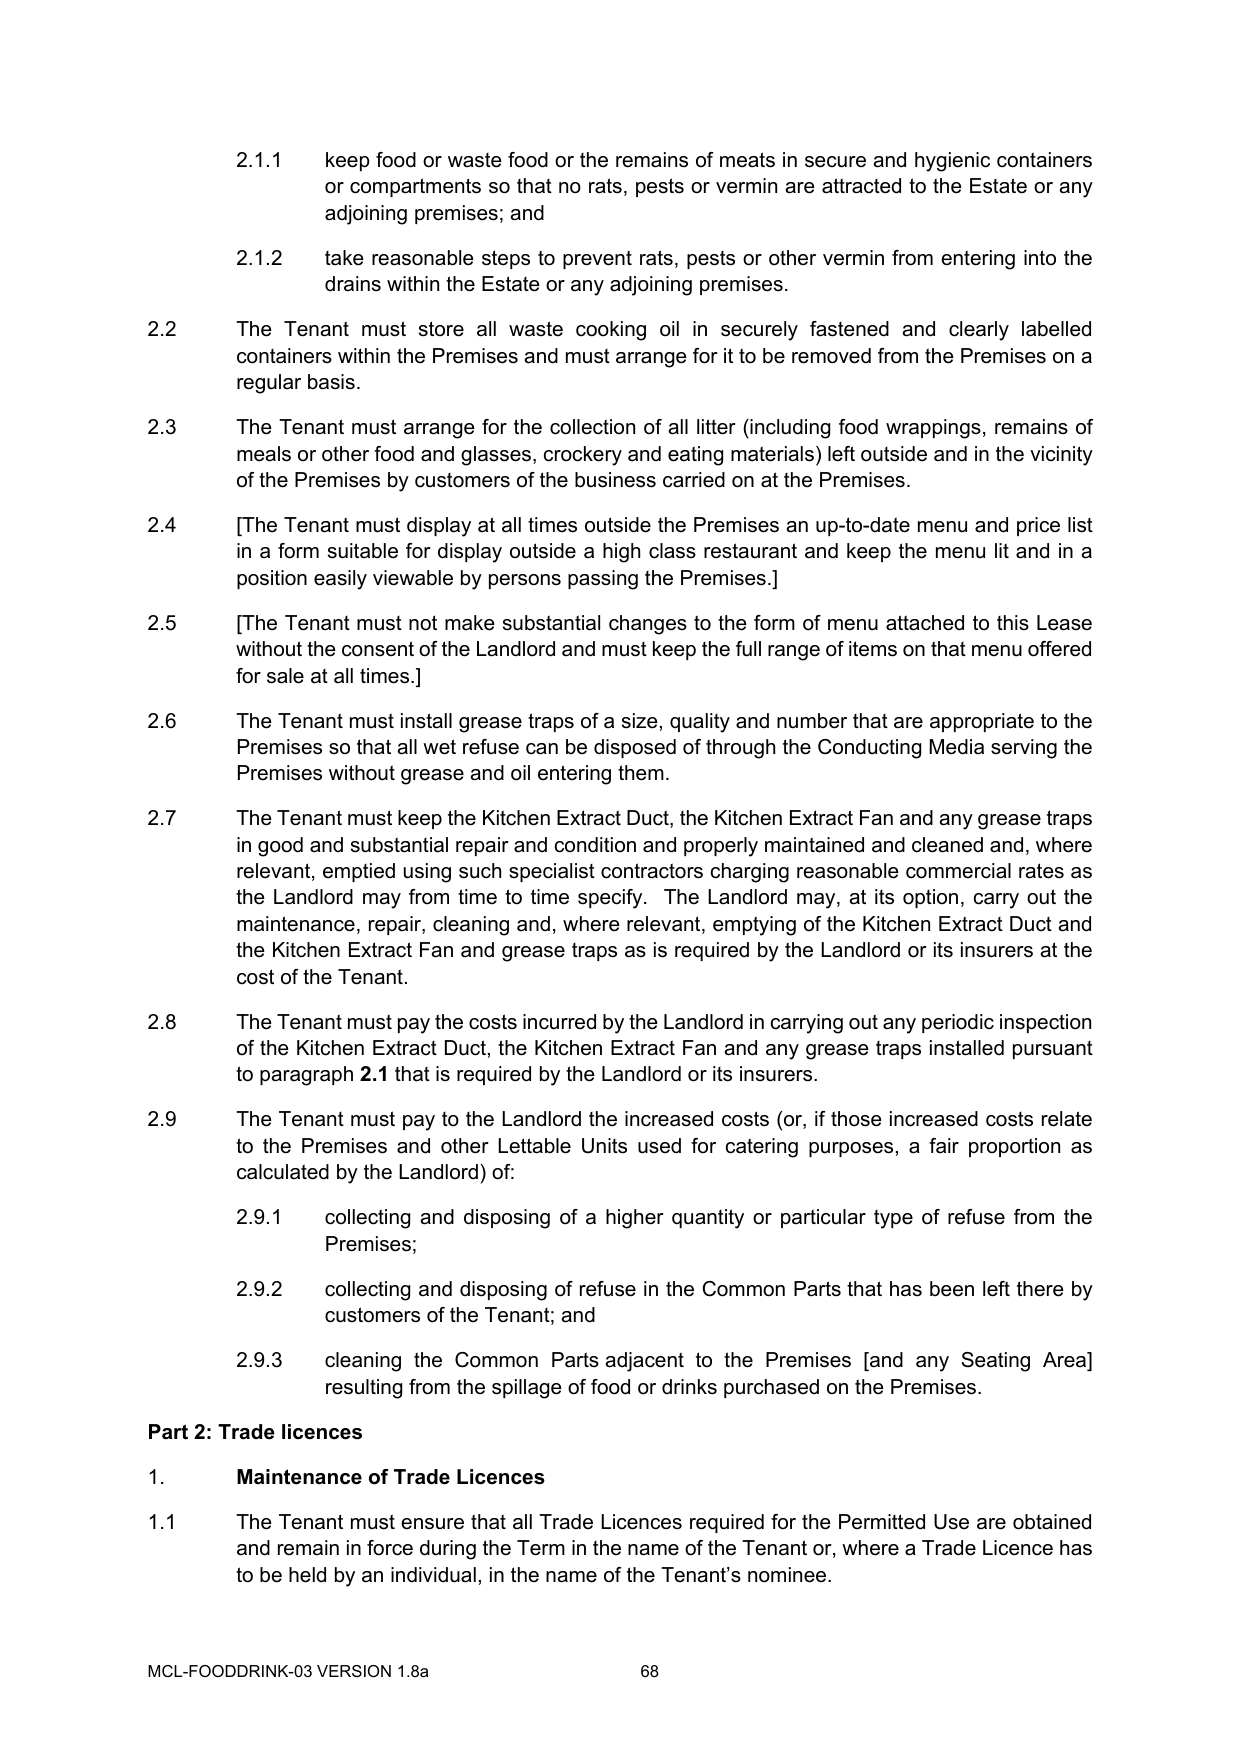 2.1.1 keep food or waste food or the remains of meats in secure and hygienic containers
or compartments so that no rats, pests or vermin are attracted to the Estate or any
adjoining premises; and
2.1.2 take reasonable steps to prevent rats, pests or other vermin from entering into the
drains within the Estate or any adjoining premises.
2.2 The Tenant must store all waste cooking oil in securely fastened and clearly labelled
containers within the Premises and must arrange for it to be removed from the Premises on a
regular basis.
2.3 The Tenant must arrange for the collection of all litter (including food wrappings, remains of
meals or other food and glasses, crockery and eating materials) left outside and in the vicinity
of the Premises by customers of the business carried on at the Premises.
2.4 [The Tenant must display at all times outside the Premises an up-to-date menu and price list
in a form suitable for display outside a high class restaurant and keep the menu lit and in a
position easily viewable by persons passing the Premises.]
2.5 [The Tenant must not make substantial changes to the form of menu attached to this Lease
without the consent of the Landlord and must keep the full range of items on that menu offered
for sale at all times.]
2.6 The Tenant must install grease traps of a size, quality and number that are appropriate to the
Premises so that all wet refuse can be disposed of through the Conducting Media serving the
Premises without grease and oil entering them.
2.7 The Tenant must keep the Kitchen Extract Duct, the Kitchen Extract Fan and any grease traps
in good and substantial repair and condition and properly maintained and cleaned and, where
relevant, emptied using such specialist contractors charging reasonable commercial rates as
the Landlord may from time to time specify. The Landlord may, at its option, carry out the
maintenance, repair, cleaning and, where relevant, emptying of the Kitchen Extract Duct and
the Kitchen Extract Fan and grease traps as is required by the Landlord or its insurers at the
cost of the Tenant.
2.8 The Tenant must pay the costs incurred by the Landlord in carrying out any periodic inspection
of the Kitchen Extract Duct, the Kitchen Extract Fan and any grease traps installed pursuant
to paragraph 2.1 that is required by the Landlord or its insurers.
2.9 The Tenant must pay to the Landlord the increased costs (or, if those increased costs relate
to the Premises and other Lettable Units used for catering purposes, a fair proportion as
calculated by the Landlord) of:
2.9.1 collecting and disposing of a higher quantity or particular type of refuse from the
Premises;
2.9.2 collecting and disposing of refuse in the Common Parts that has been left there by
customers of the Tenant; and
2.9.3 cleaning the Common Parts adjacent to the Premises [and any Seating Area]
resulting from the spillage of food or drinks purchased on the Premises.
Part 2: Trade licences
1. Maintenance of Trade Licences
1.1 The Tenant must ensure that all Trade Licences required for the Permitted Use are obtained
and remain in force during the Term in the name of the Tenant or, where a Trade Licence has
to be held by an individual, in the name of the Tenant’s nominee.
MCL-FOODDRINK-03 VERSION 1.8a 68